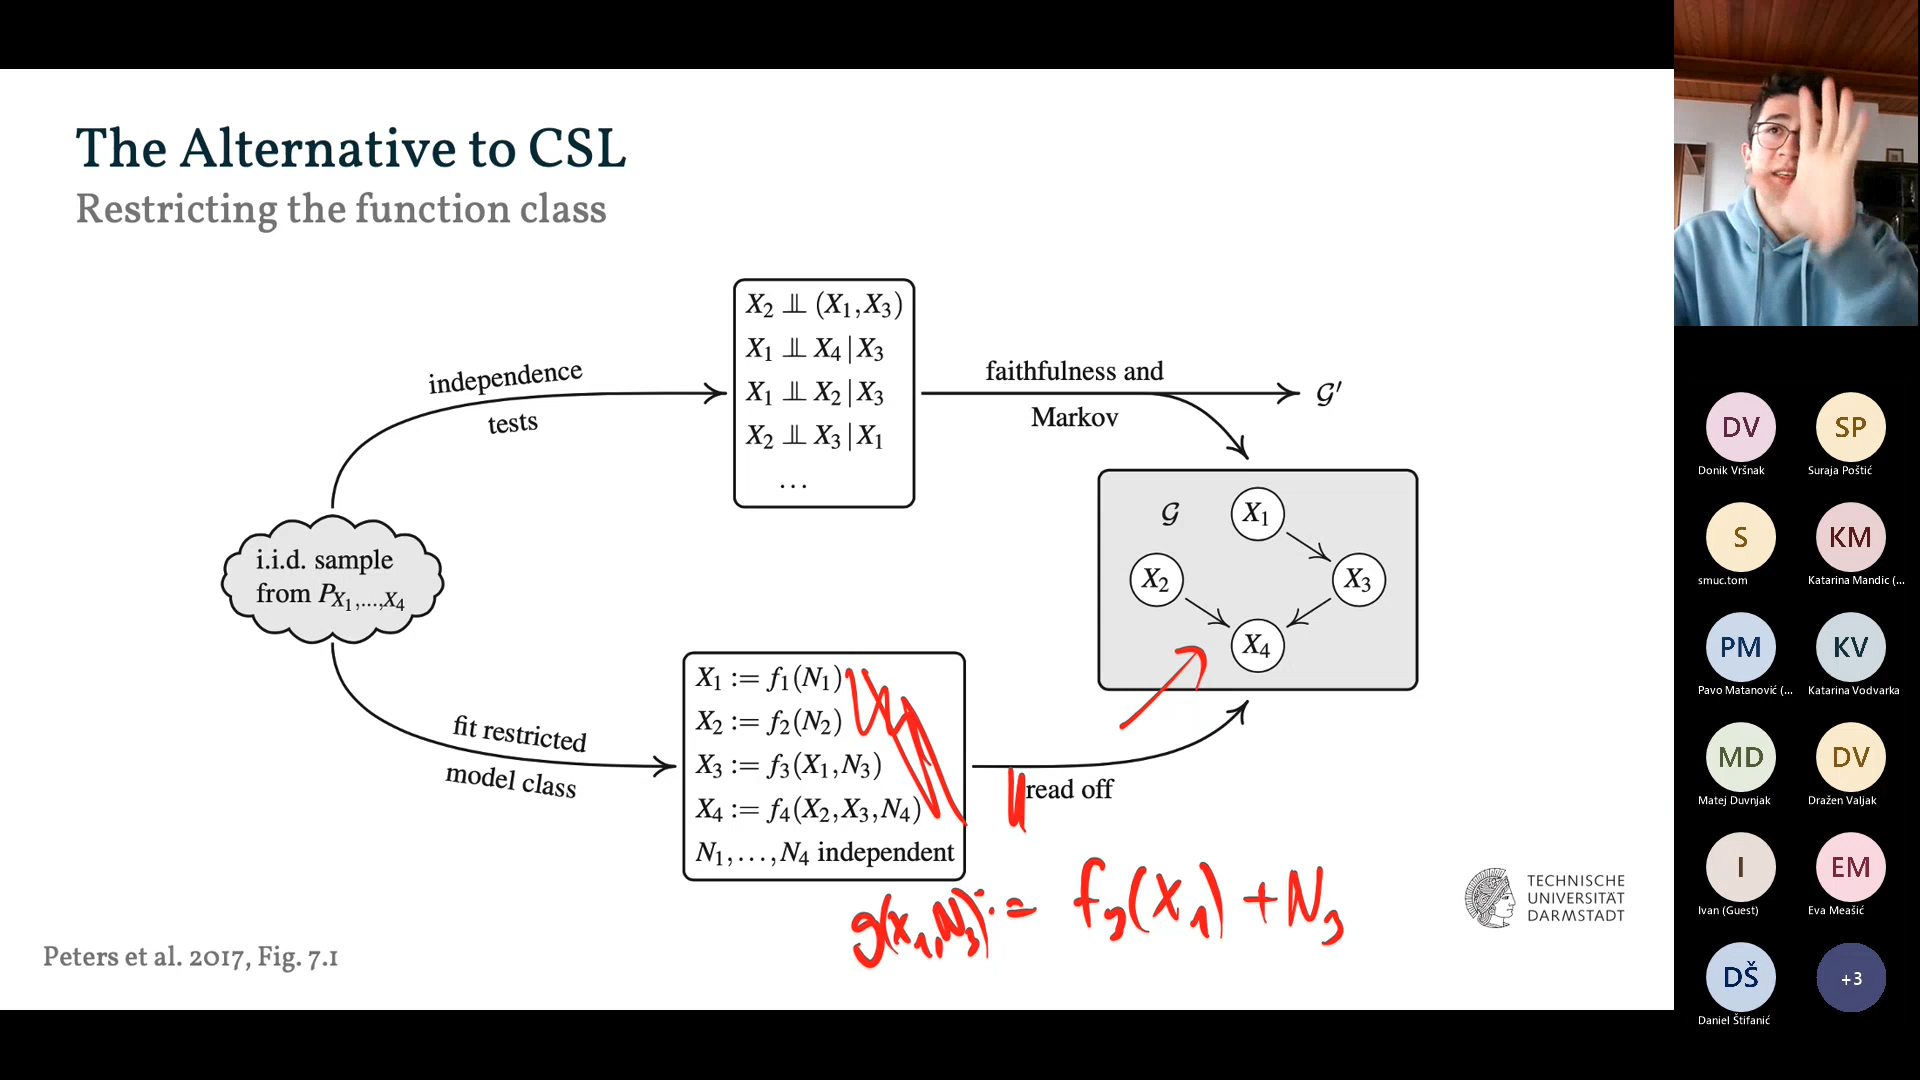 The Alternative to CSL
Restricting the function class
X₂ ⫫ (X₁,X₃)
X₁ ⫫ X₄ | X₃
X₁ ⫫ X₂ | X₃
X₂ ⫫ X₃ | X₁
...
independence
tests
faithfulness and
Markov
𝒢′
i.i.d. sample
from P_{X₁,...,X₄}
𝒢
X₁
X₂
X₃
X₄
fit restricted
model class
X₁ := f₁(N₁)
X₂ := f₂(N₂)
X₃ := f₃(X₁,N₃)
X₄ := f₄(X₂,X₃,N₄)
N₁,...,N₄ independent
read off
g(X₁,N₃) := f₃(X₁) + N₃
Peters et al. 2017, Fig. 7.1
TECHNISCHE
UNIVERSITÄT
DARMSTADT
DV
SP
Donik Vršnak
Suraja Poštić
S
KM
smuc.tom
Katarina Mandic (...
PM
KV
Pavo Matanović (...
Katarina Vodvarka
MD
DV
Matej Duvnjak
Dražen Valjak
I
EM
Ivan (Guest)
Eva Meašić
DŠ
+3
Daniel Štifanić